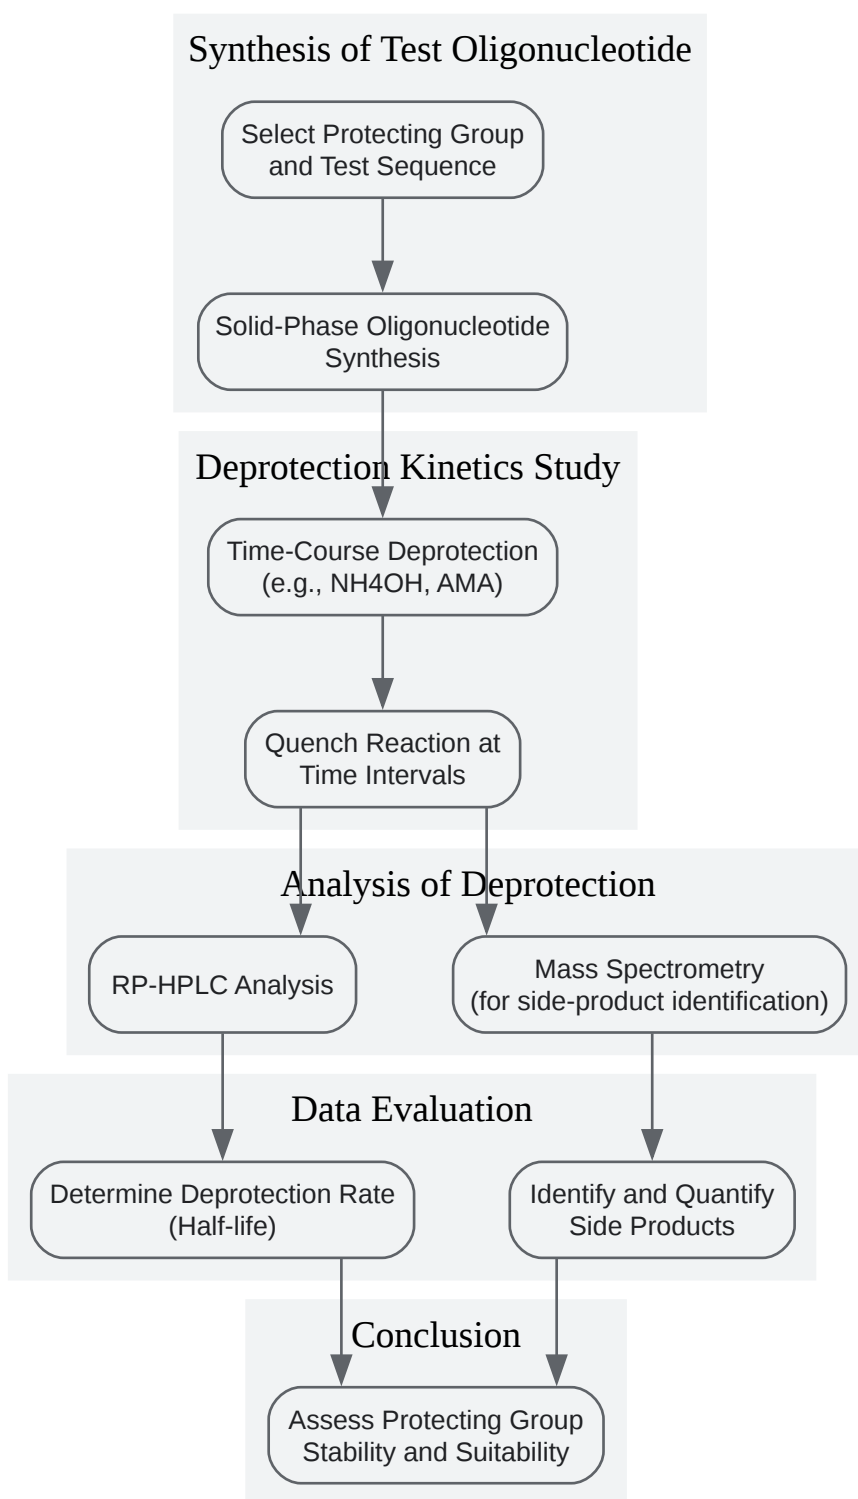 Synthesis of Test Oligonucleotide
Select Protecting Group
and Test Sequence
Solid-Phase Oligonucleotide
Synthesis
Deprotection Kinetics Study
Time-Course Deprotection
(e.g., NH4OH, AMA)
Quench Reaction at
Time Intervals
Analysis of Deprotection
RP-HPLC Analysis
Mass Spectrometry
(for side-product identification)
Data Evaluation
Determine Deprotection Rate
(Half-life)
Identify and Quantify
Side Products
Conclusion
Assess Protecting Group
Stability and Suitability